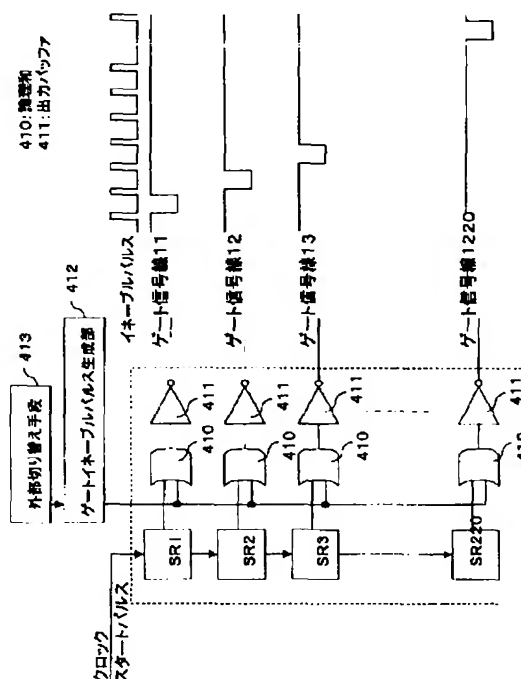 410:論理和
411:出力バッファ
413
外部切り替え手段
412
ゲートイネーブルパルス生成部
イネーブルパルス
ゲート信号線11
ゲート信号線12
ゲート信号線13
ゲート信号線1220
411
411
411
411
410
410
410
410
SR1
SR2
SR3
SR220
クロック
スタートパルス